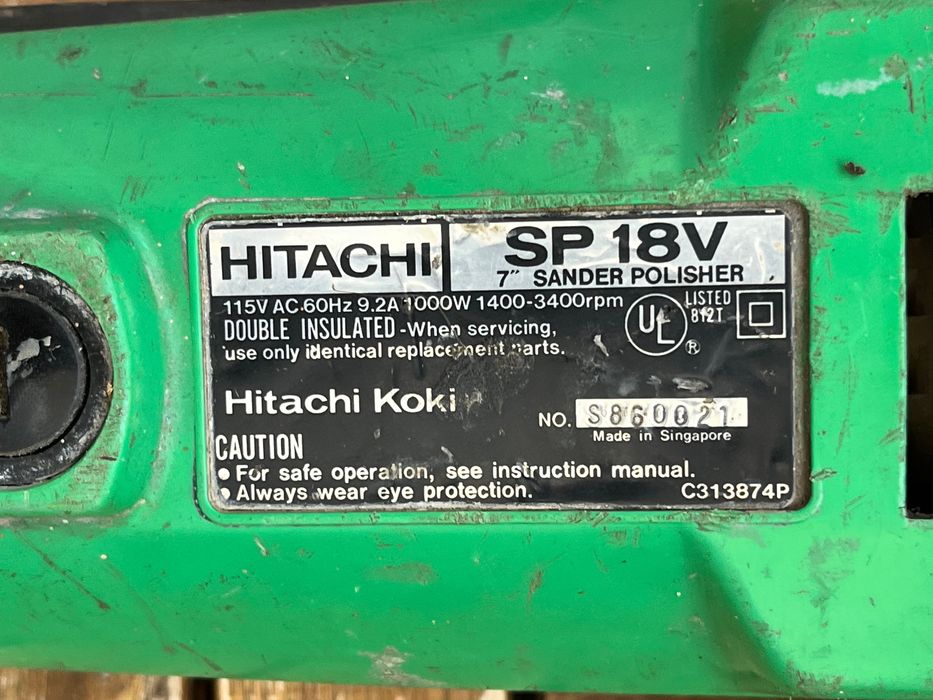 HITACHI
SP 18V
7" SANDER POLISHER
115V AC 60Hz 9.2A 1000W 1400-3400rpm
DOUBLE INSULATED -When servicing,
use only identical replacement parts.
UL
®
LISTED
812T
Hitachi Koki
NO. S860021
Made in Singapore
CAUTION
• For safe operation, see instruction manual.
• Always wear eye protection.
C313874P